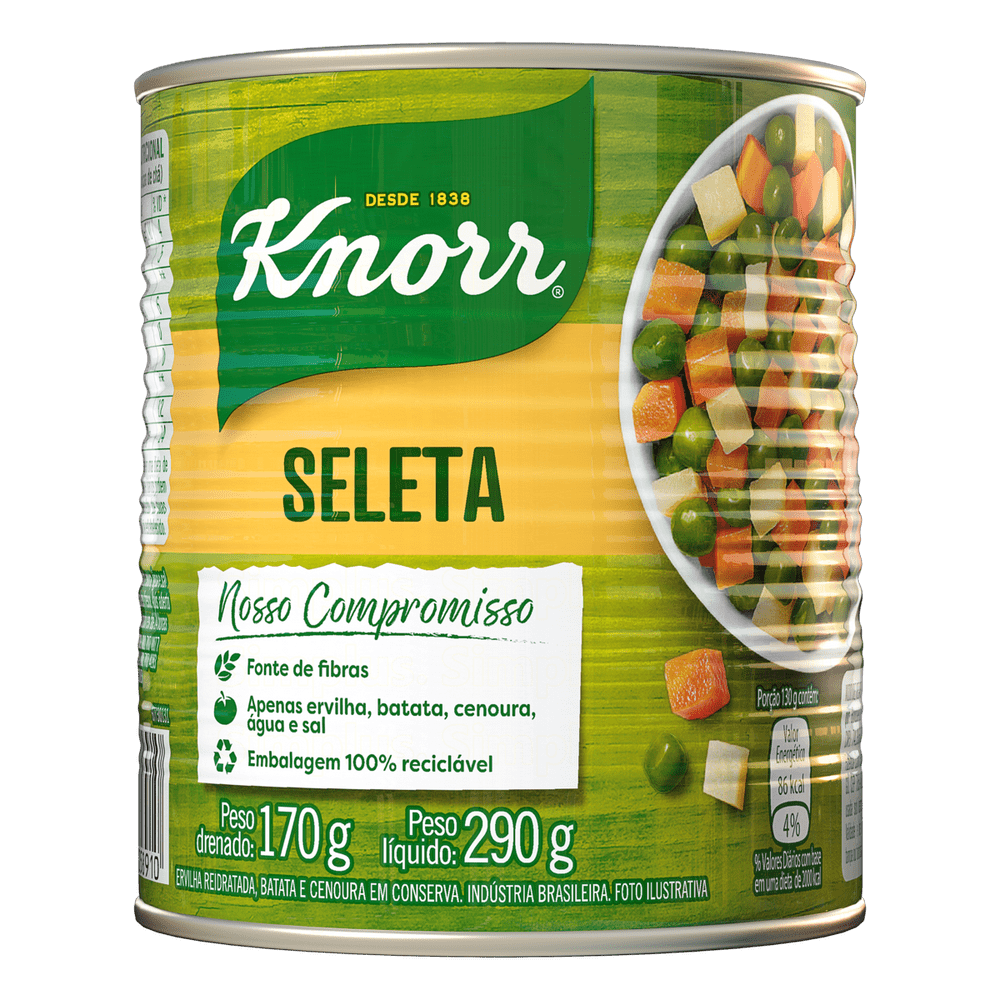 DESDE 1838
Knorr®
SELETA
Nosso Compromisso
Fonte de fibras
Apenas ervilha, batata, cenoura,
água e sal
Embalagem 100% reciclável
Peso
drenado: 170 g
Peso
líquido: 290 g
ERVILHA REIDRATADA, BATATA E CENOURA EM CONSERVA. INDÚSTRIA BRASILEIRA. FOTO ILUSTRATIVA
Porção 130 g contém:
Valor
Energético
86 kcal
4%
% Valores Diários com base
em uma dieta de 2000 kcal